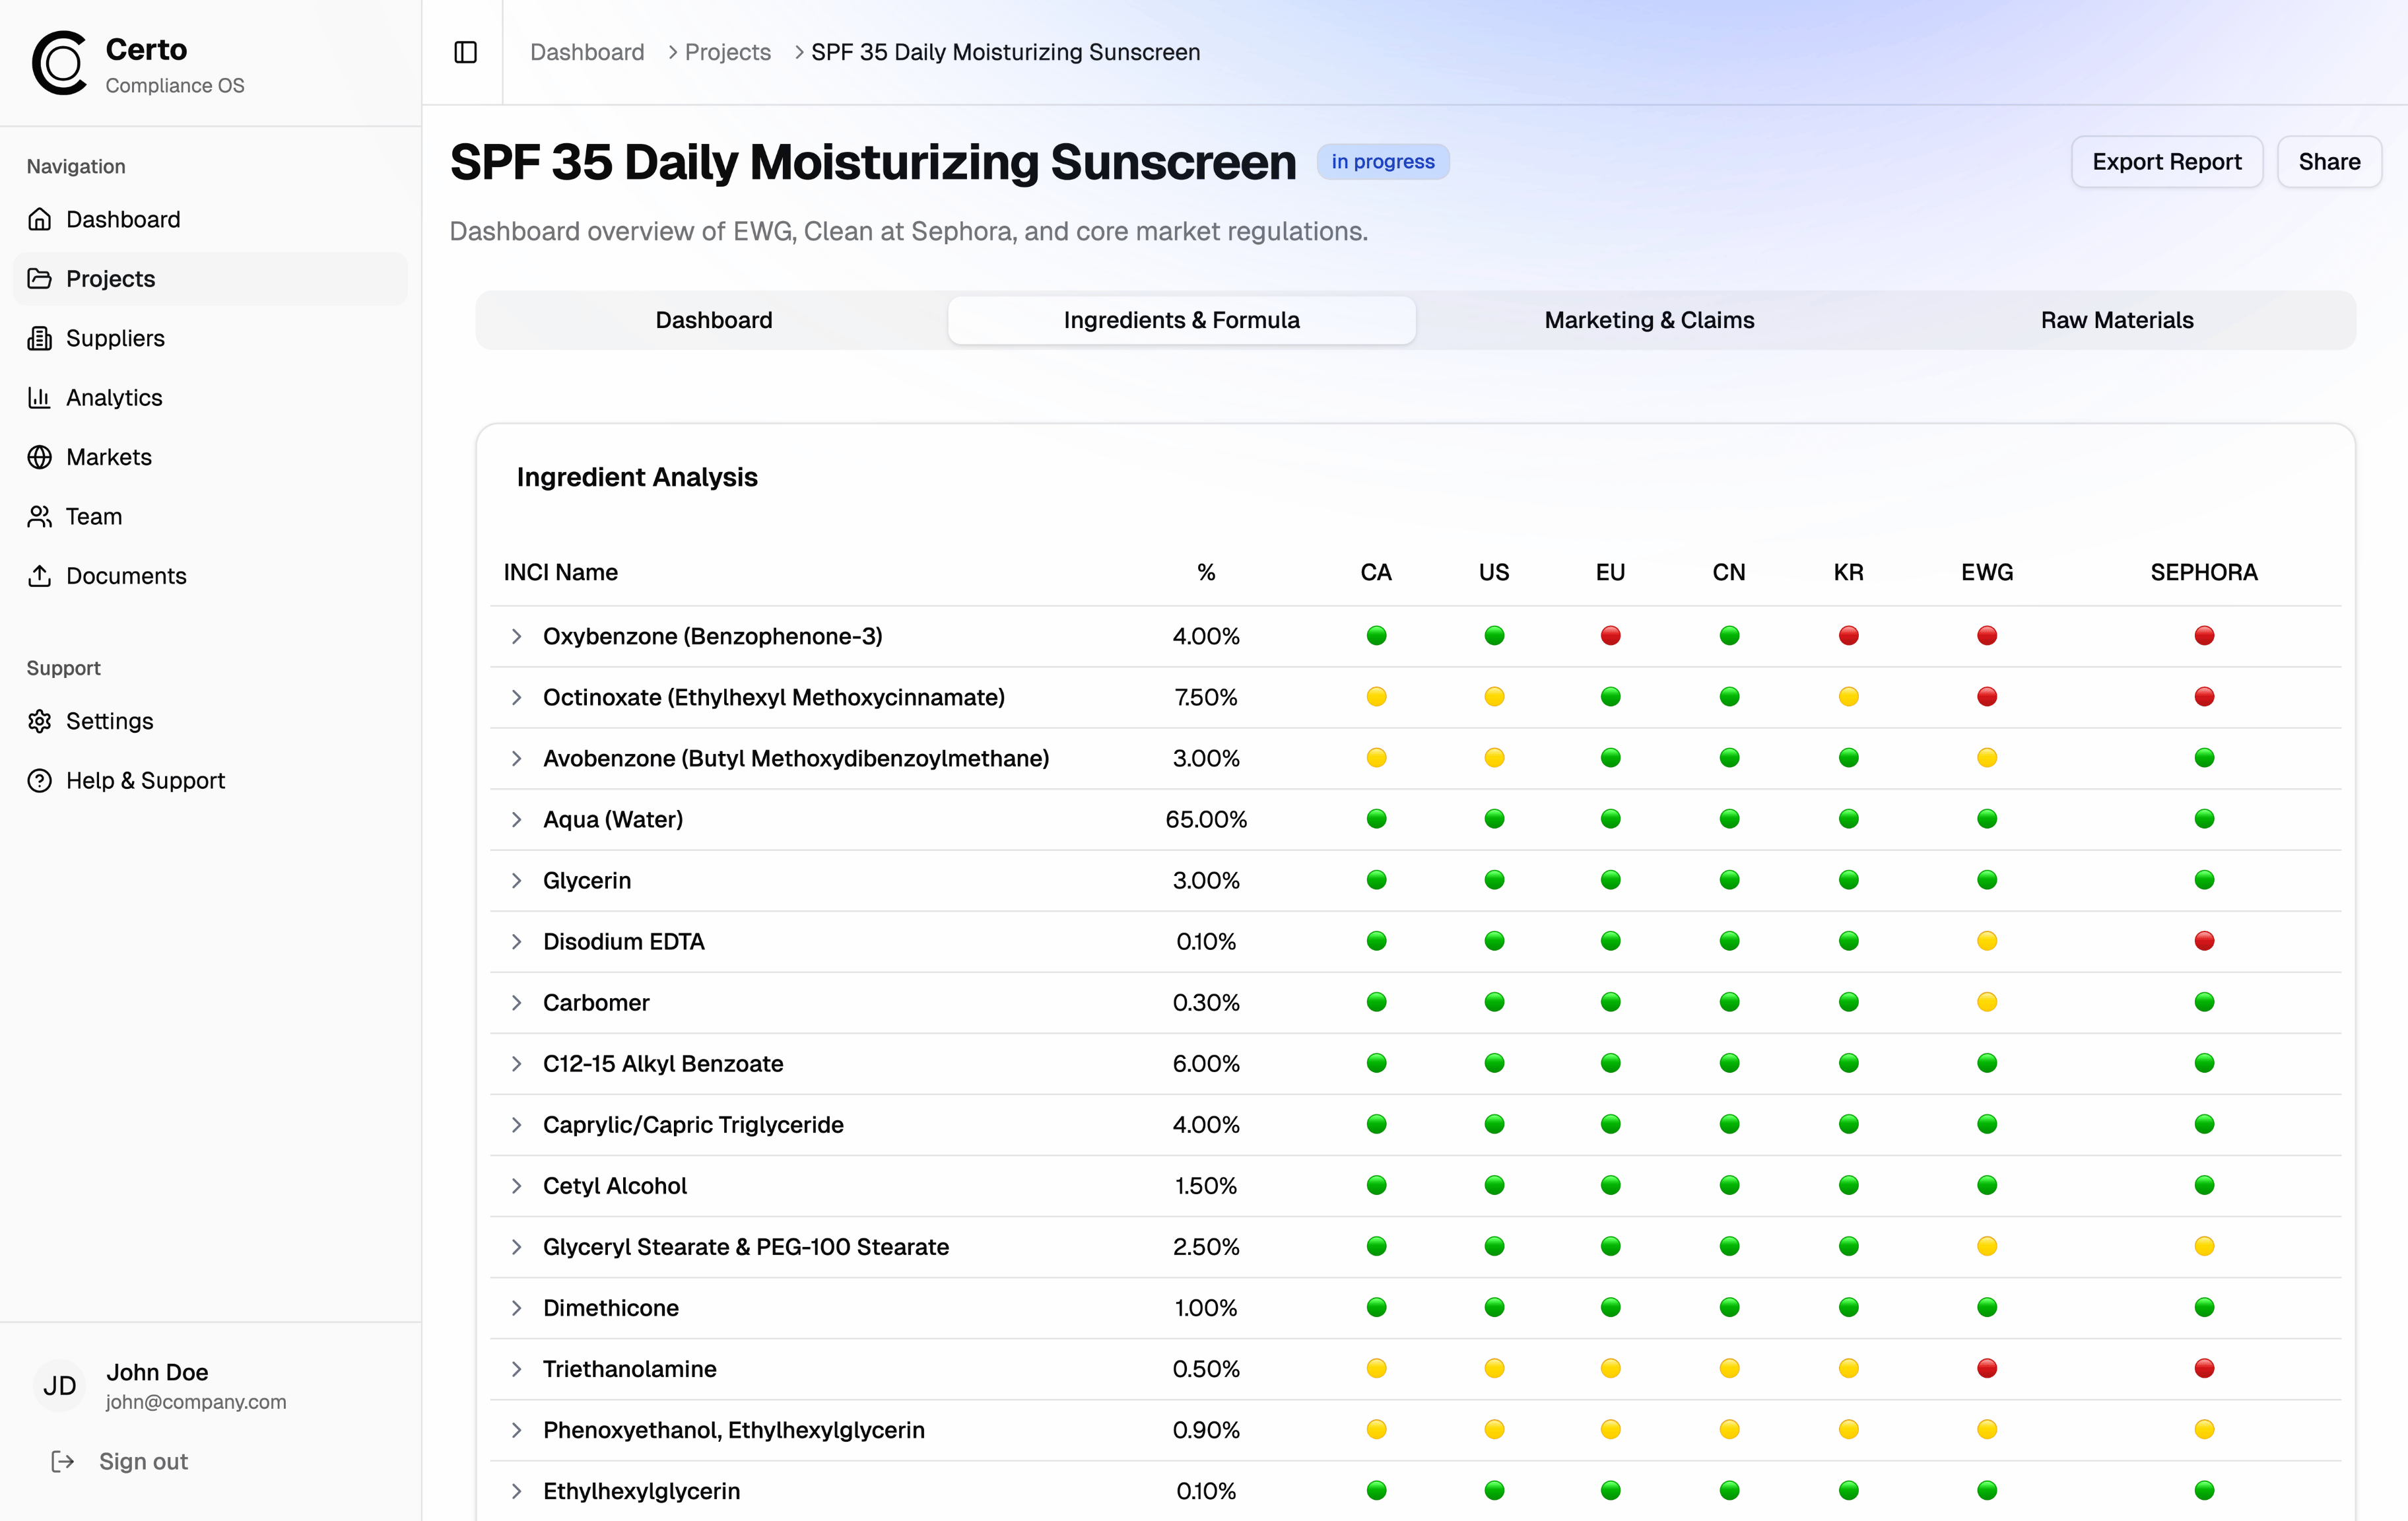 Certo
Compliance OS
Navigation
Dashboard
Projects
Suppliers
Analytics
Markets
Team
Documents
Support
Settings
Help & Support
JD
John Doe
john@company.com
Sign out
Dashboard > Projects > SPF 35 Daily Moisturizing Sunscreen
SPF 35 Daily Moisturizing Sunscreen in progress
Export Report Share
Dashboard overview of EWG, Clean at Sephora, and core market regulations.
Dashboard Ingredients & Formula Marketing & Claims Raw Materials
Ingredient Analysis
INCI Name % CA US EU CN KR EWG SEPHORA
Oxybenzone (Benzophenone-3) 4.00%
Octinoxate (Ethylhexyl Methoxycinnamate) 7.50%
Avobenzone (Butyl Methoxydibenzoylmethane) 3.00%
Aqua (Water) 65.00%
Glycerin 3.00%
Disodium EDTA 0.10%
Carbomer 0.30%
C12-15 Alkyl Benzoate 6.00%
Caprylic/Capric Triglyceride 4.00%
Cetyl Alcohol 1.50%
Glyceryl Stearate & PEG-100 Stearate 2.50%
Dimethicone 1.00%
Triethanolamine 0.50%
Phenoxyethanol, Ethylhexylglycerin 0.90%
Ethylhexylglycerin 0.10%